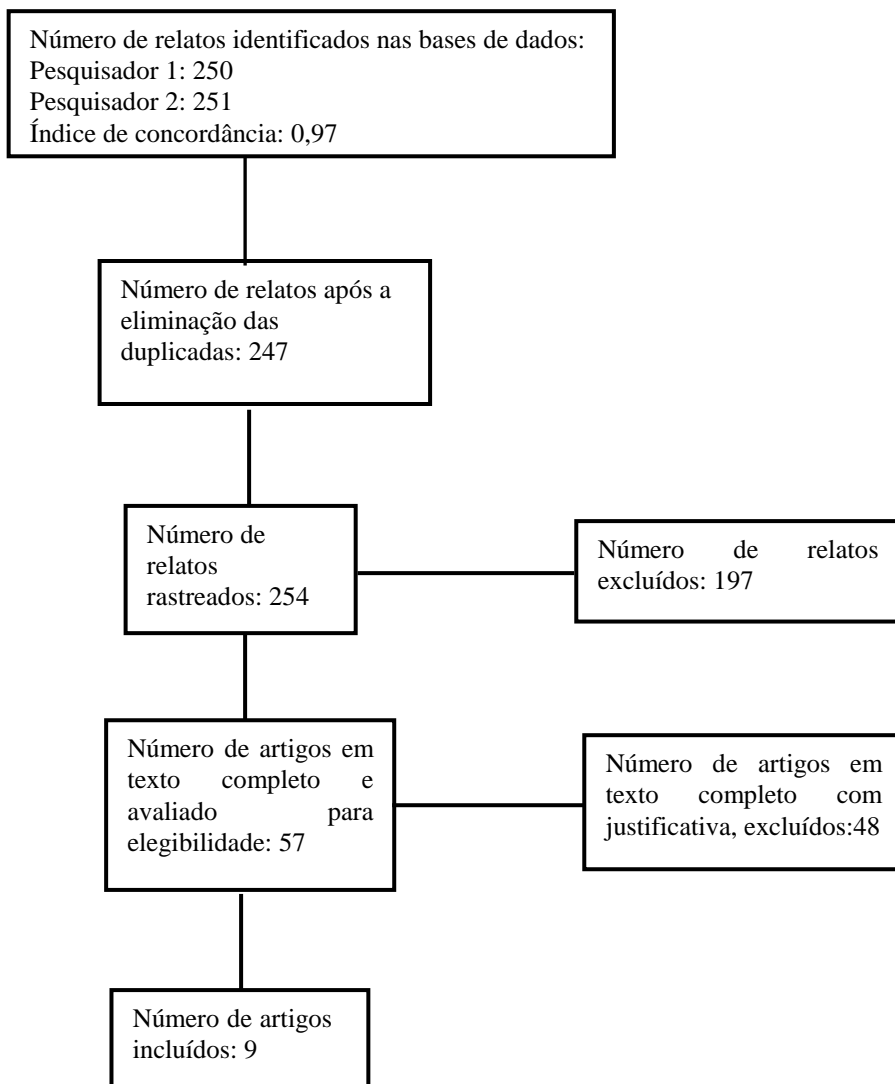 Número de relatos identificados nas bases de dados:
Pesquisador 1: 250
Pesquisador 2: 251
Índice de concordância: 0,97
Número de relatos após a
eliminação das
duplicadas: 247
Número de
relatos
rastreados: 254
Número de relatos
excluídos: 197
Número de artigos em
texto completo e
avaliado para
elegibilidade: 57
Número de artigos em
texto completo com
justificativa, excluídos:48
Número de artigos
incluídos: 9